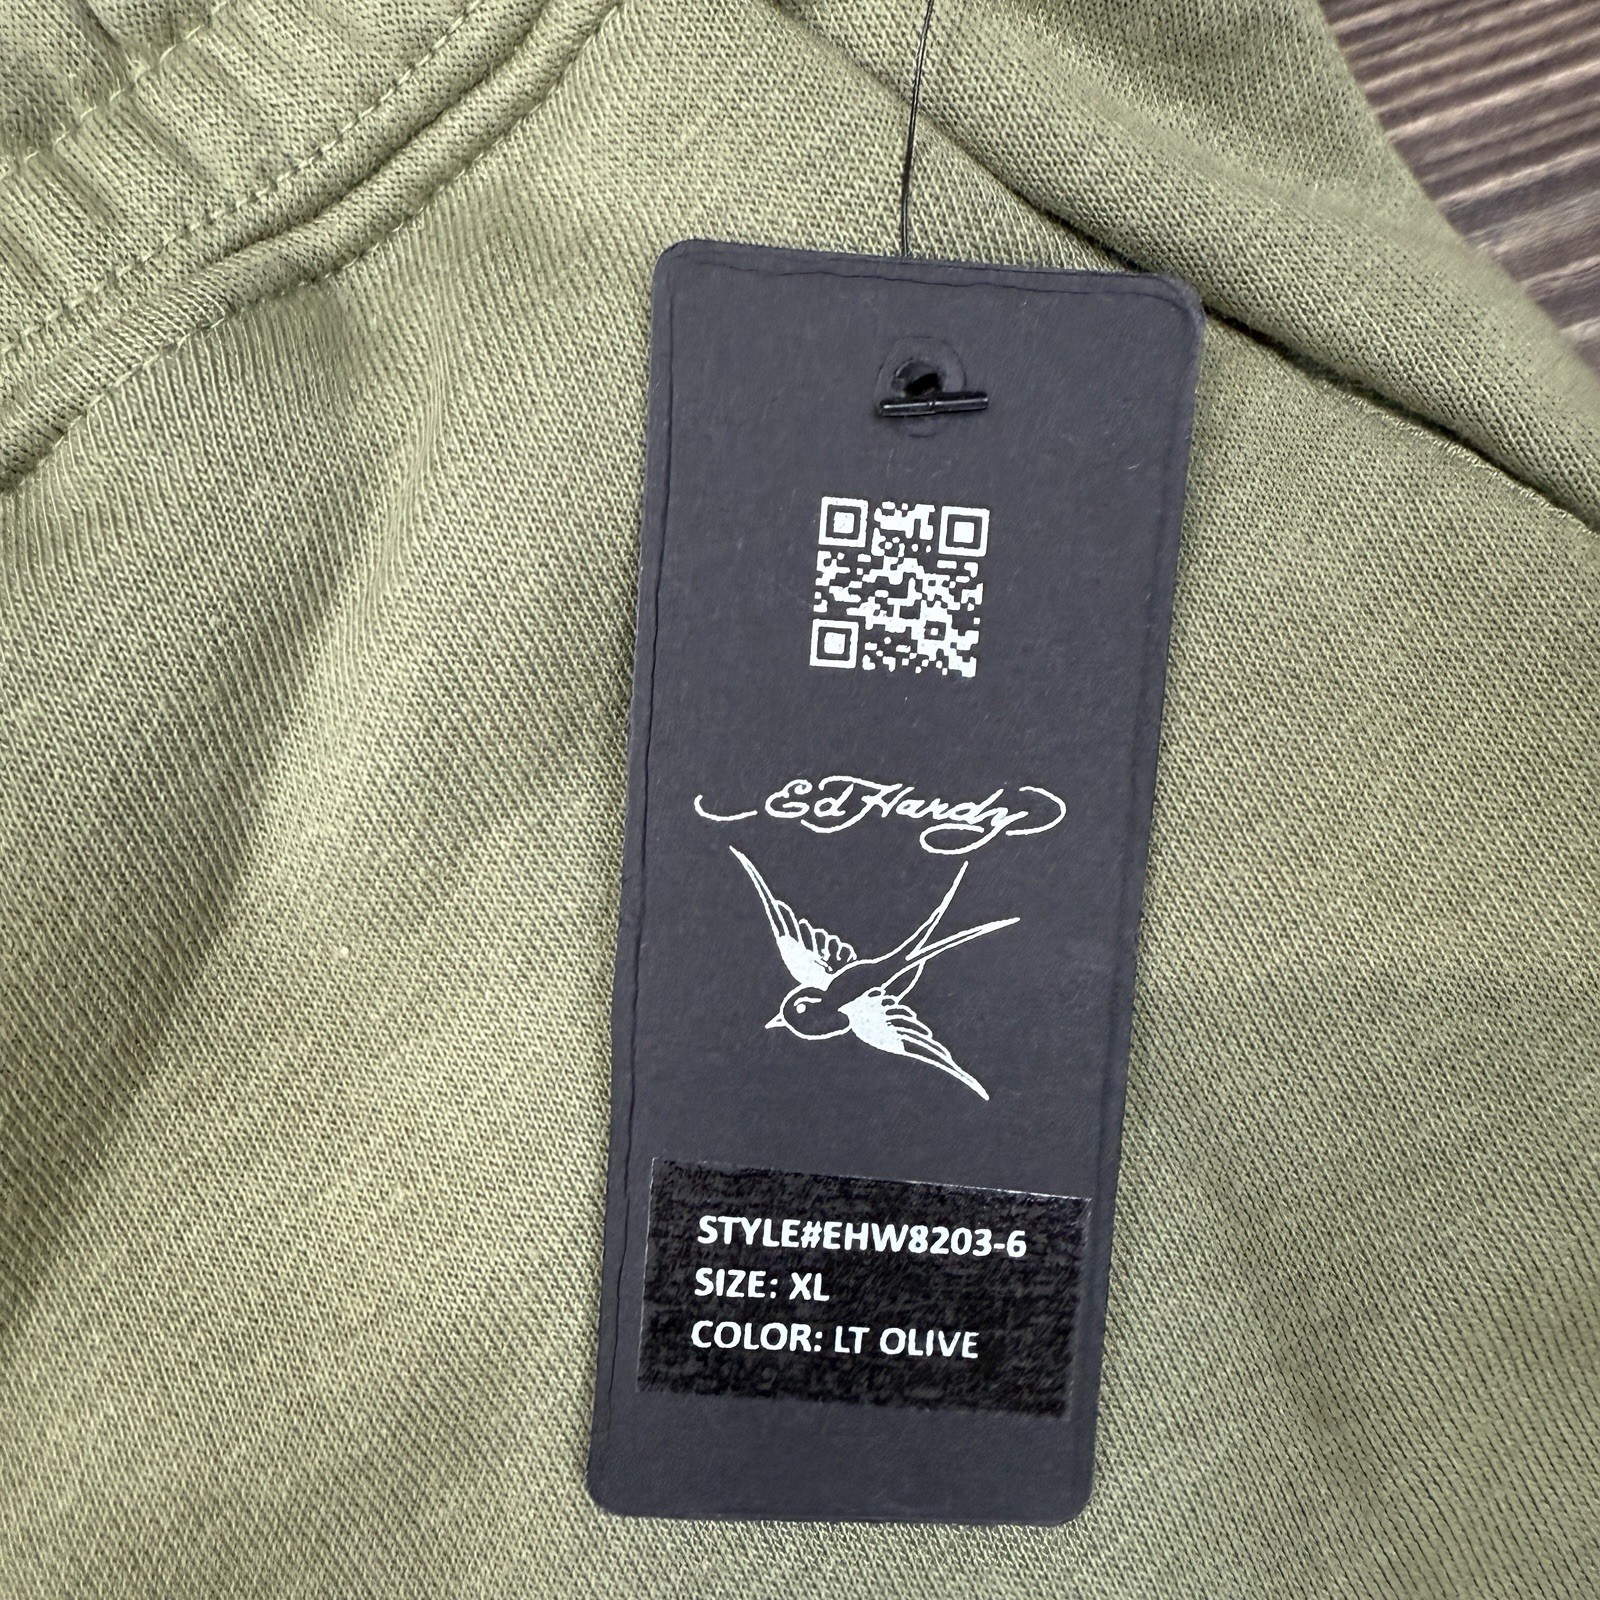 Ed Hardy
STYLE#EHW8203-6
SIZE: XL
COLOR: LT OLIVE